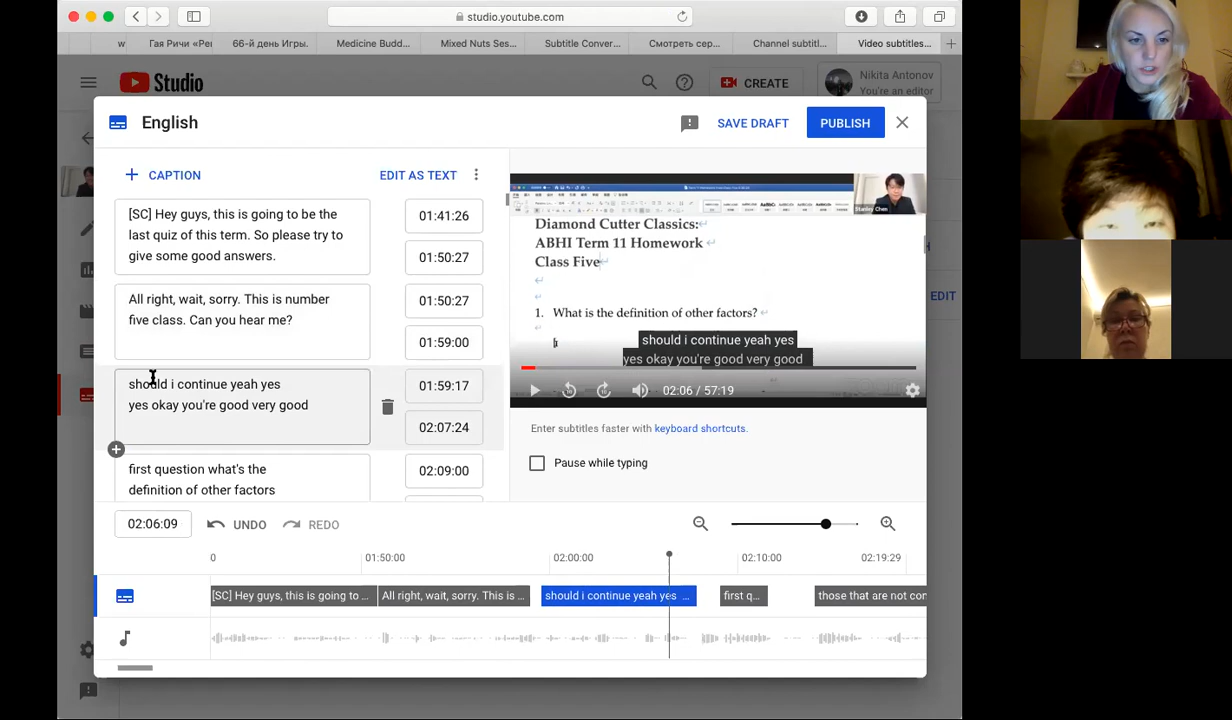 studio.youtube.com
w
Гая Ричи «Рег
66-й день Игры.
Medicine Budd...
Mixed Nuts Ses...
Subtitle Conver...
Смотреть сер...
Channel subtitl...
Video subtitles...
Studio
CREATE
Nikita Antonov
You're an editor
English
SAVE DRAFT
PUBLISH
CAPTION
EDIT AS TEXT
[SC] Hey guys, this is going to be the
last quiz of this term. So please try to
give some good answers.
01:41:26
01:50:27
All right, wait, sorry. This is number
five class. Can you hear me?
01:50:27
01:59:00
should i continue yeah yes
yes okay you're good very good
01:59:17
02:07:24
first question what's the
definition of other factors
02:09:00
Stanley Chen
Diamond Cutter Classics:
ABHI Term 11 Homework
Class Five
1. What is the definition of other factors?
should i continue yeah yes
yes okay you're good very good
02:06 / 57:19
Enter subtitles faster with keyboard shortcuts.
Pause while typing
EDIT
02:06:09
UNDO
REDO
0
01:50:00
02:00:00
02:10:00
02:19:29
[SC] Hey guys, this is going to ...
All right, wait, sorry. This is ...
should i continue yeah yes ...
first q...
those that are not con